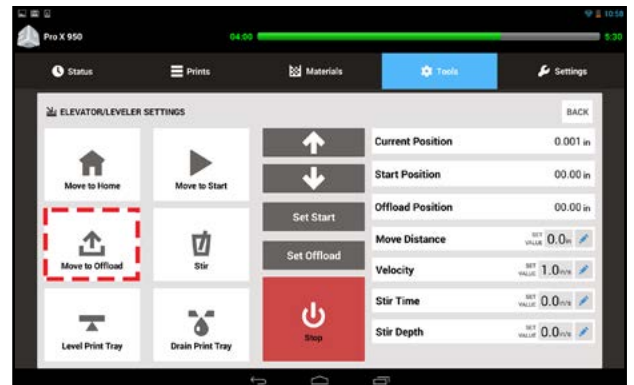 10:58
Pro X 950
04:00
5:30
Status
Prints
Materials
Tools
Settings
ELEVATOR/LEVELER SETTINGS
BACK
Move to Home
Move to Start
Move to Offload
Stir
Level Print Tray
Drain Print Tray
Set Start
Set Offload
Stop
Current Position 0.001 in
Start Position 00.00 in
Offload Position 00.00 in
Move Distance SET VALUE 0.0in
Velocity SET VALUE 1.0in/s
Stir Time SET VALUE 0.0in/s
Stir Depth SET VALUE 0.0in/s